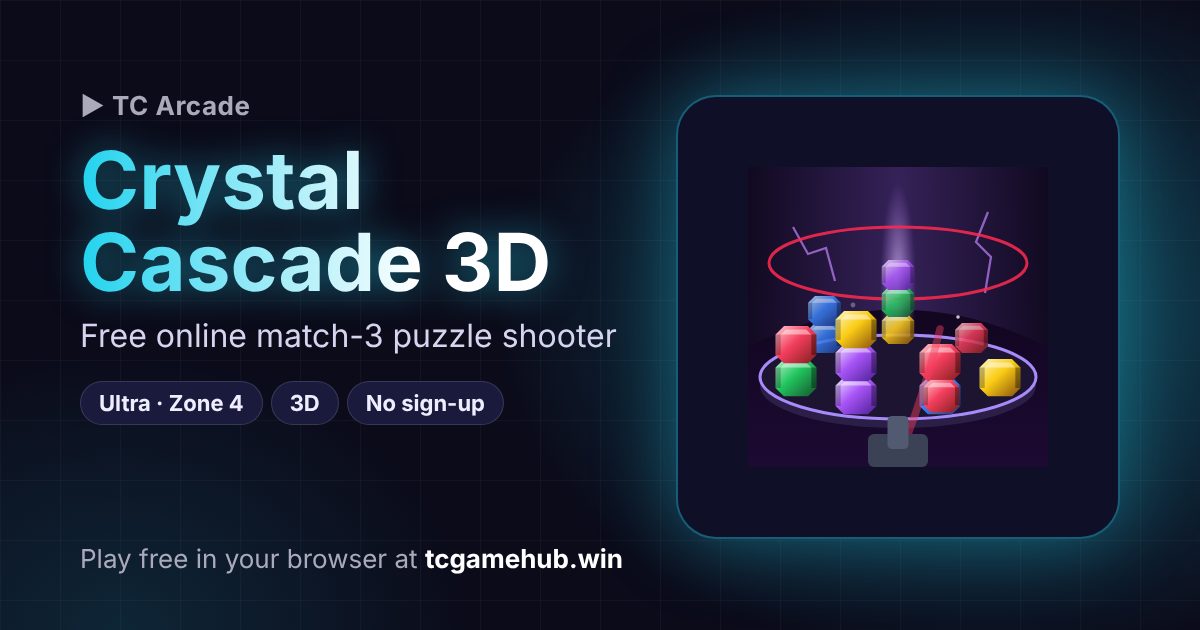 ▶ TC Arcade
Crystal
Cascade 3D
Free online match-3 puzzle shooter
Ultra · Zone 4
3D
No sign-up
Play free in your browser at tcgamehub.win